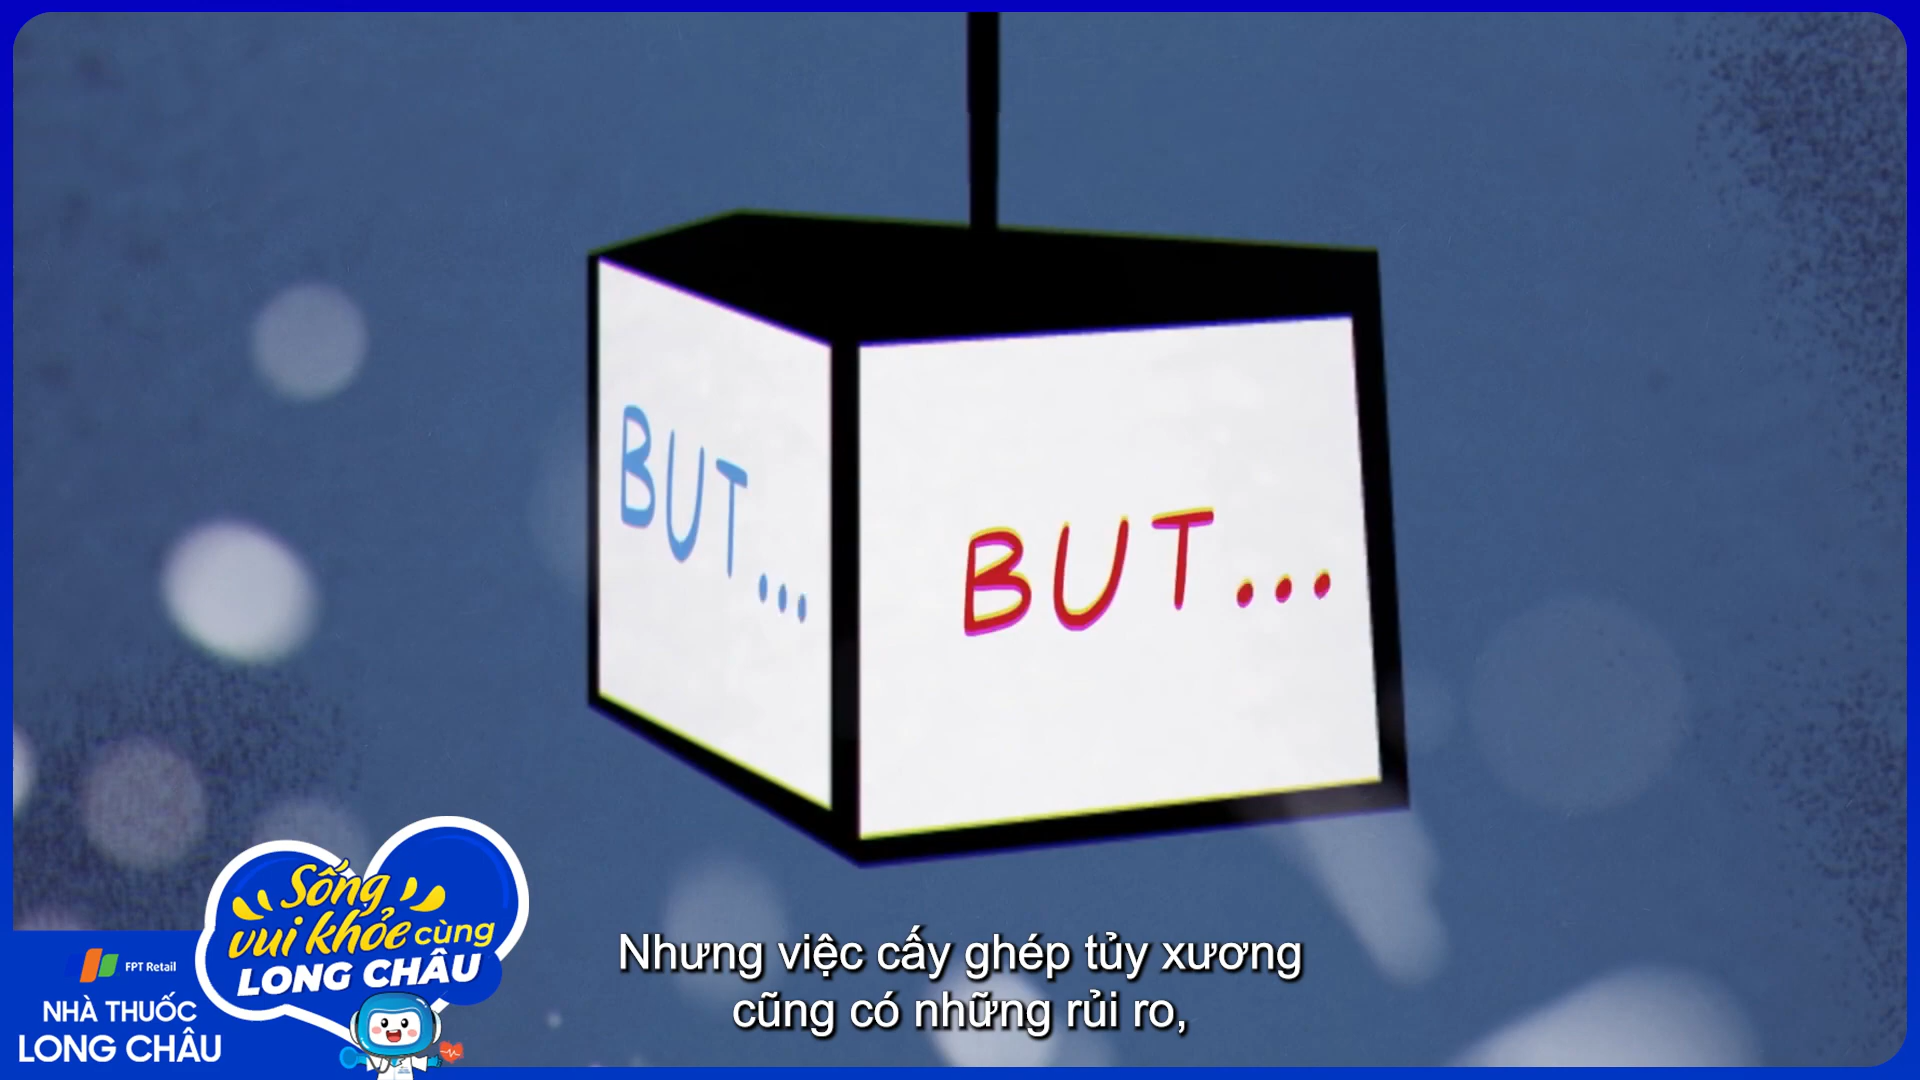 BUT...
BUT...
Sống
vui khỏe cùng
LONG CHÂU
FPT Retail
NHÀ THUỐC
LONG CHÂU
Nhưng việc cấy ghép tủy xương
cũng có những rủi ro,